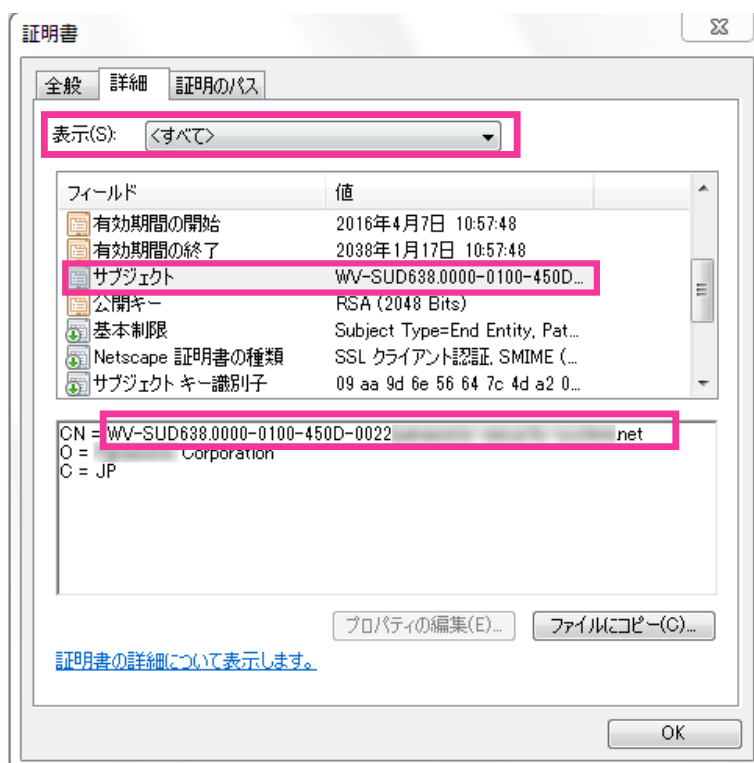 証明書
全般 詳細 証明のパス
表示(S): <すべて>
フィールド 値
有効期間の開始 2016年4月7日 10:57:48
有効期間の終了 2038年1月17日 10:57:48
サブジェクト WV-SUD638.0000-0100-450D...
公開キー RSA (2048 Bits)
基本制限 Subject Type=End Entity, Pat...
Netscape 証明書の種類 SSL クライアント認証, SMIME (...
サブジェクト キー識別子 09 aa 9d 6e 56 64 7c 4d a2 0...
CN = WV-SUD638.0000-0100-450D-0022 net
O = Corporation
C = JP
プロパティの編集(E)... ファイルにコピー(C)...
証明書の詳細について表示します。
OK